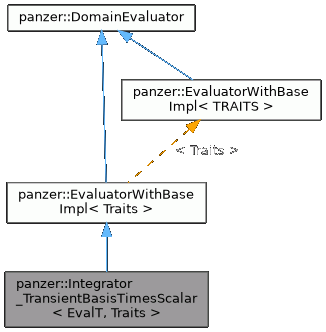 panzer::DomainEvaluator
panzer::EvaluatorWithBase
Impl< TRAITS >
< Traits >
panzer::EvaluatorWithBase
Impl< Traits >
panzer::Integrator
_TransientBasisTimesScalar
< EvalT, Traits >